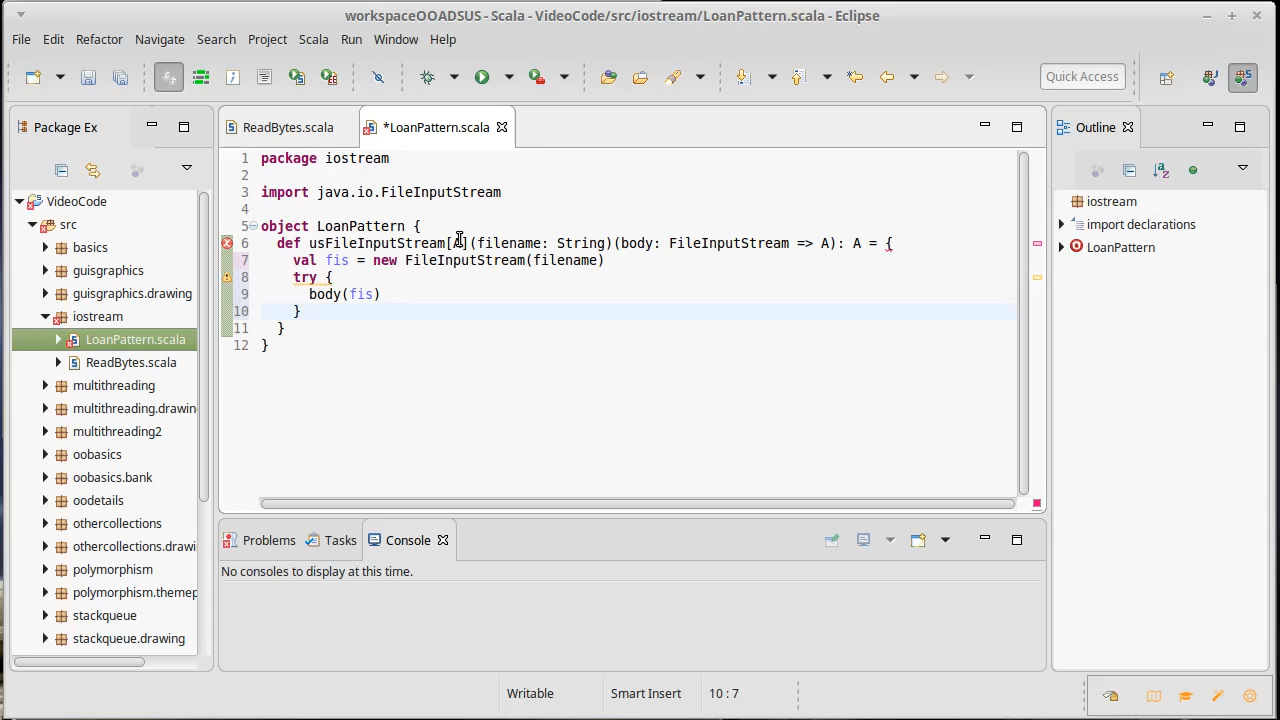 workspaceOOADSUS - Scala - VideoCode/src/iostream/LoanPattern.scala - Eclipse
File Edit Refactor Navigate Search Project Scala Run Window Help
Quick Access
Package Ex
ReadBytes.scala
*LoanPattern.scala
Outline
VideoCode
src
basics
guisgraphics
guisgraphics.drawing
iostream
LoanPattern.scala
ReadBytes.scala
multithreading
multithreading.drawin
multithreading2
oobasics
oobasics.bank
oodetails
othercollections
othercollections.drawi
polymorphism
polymorphism.themep
stackqueue
stackqueue.drawing
1 package iostream
2
3 import java.io.FileInputStream
4
5 object LoanPattern {
6 def usFileInputStream[A](filename: String)(body: FileInputStream => A): A = {
7 val fis = new FileInputStream(filename)
8 try {
9 body(fis)
10 }
11 }
12 }
iostream
import declarations
LoanPattern
Problems Tasks Console
No consoles to display at this time.
Writable Smart Insert 10 : 7